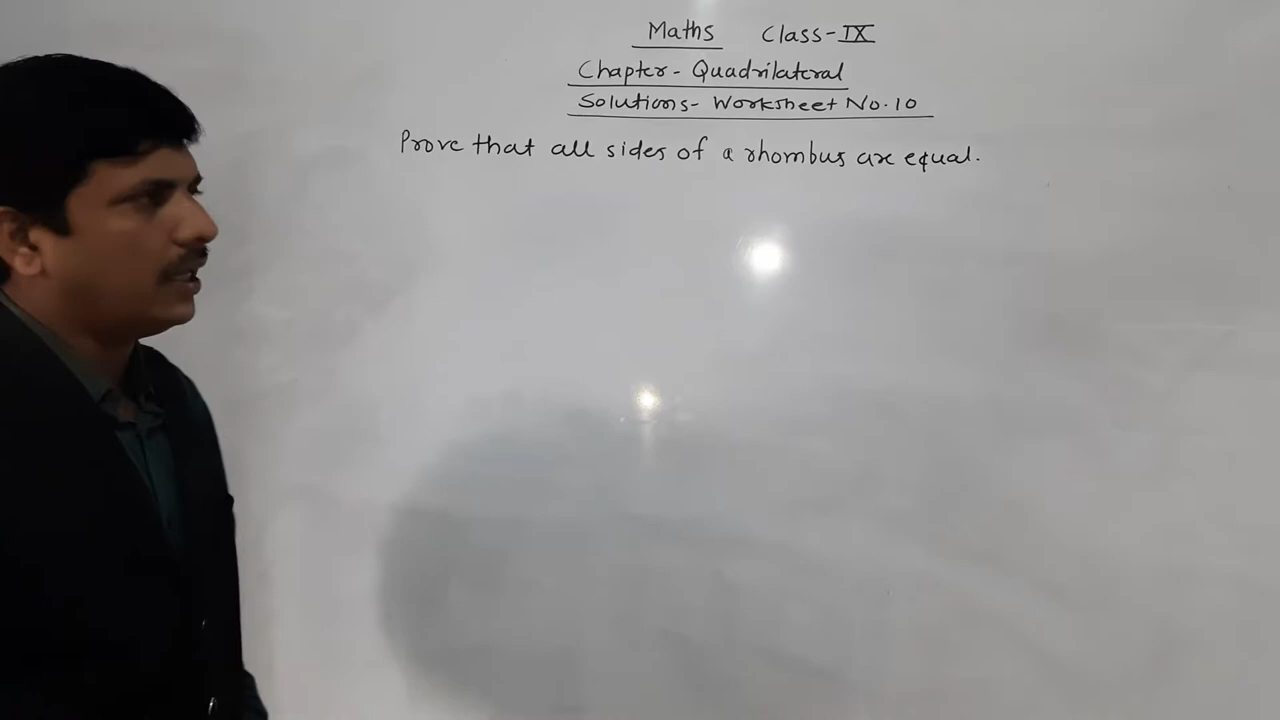 Maths Class-IX
Chapter- Quadrilateral
Solutions- Worksheet No.10
Prove that all sides of a rhombus are equal.